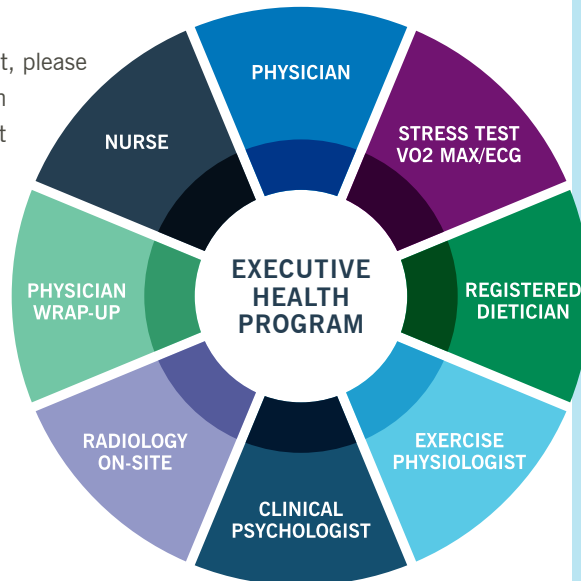 t, please
t
PHYSICIAN
STRESS TEST
VO2 MAX/ECG
REGISTERED
DIETICIAN
EXERCISE
PHYSIOLOGIST
CLINICAL
PSYCHOLOGIST
RADIOLOGY
ON-SITE
PHYSICIAN
WRAP-UP
NURSE
EXECUTIVE
HEALTH
PROGRAM